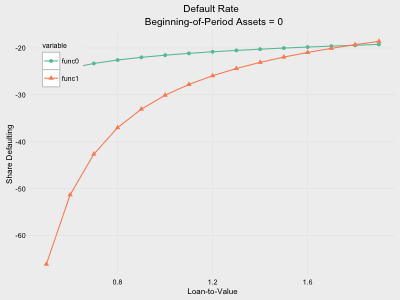 Default Rate
Beginning-of-Period Assets = 0
variable
func0
func1
-20
-30
-40
-50
-60
Share Defaulting
0.8
1.2
1.6
Loan-to-Value